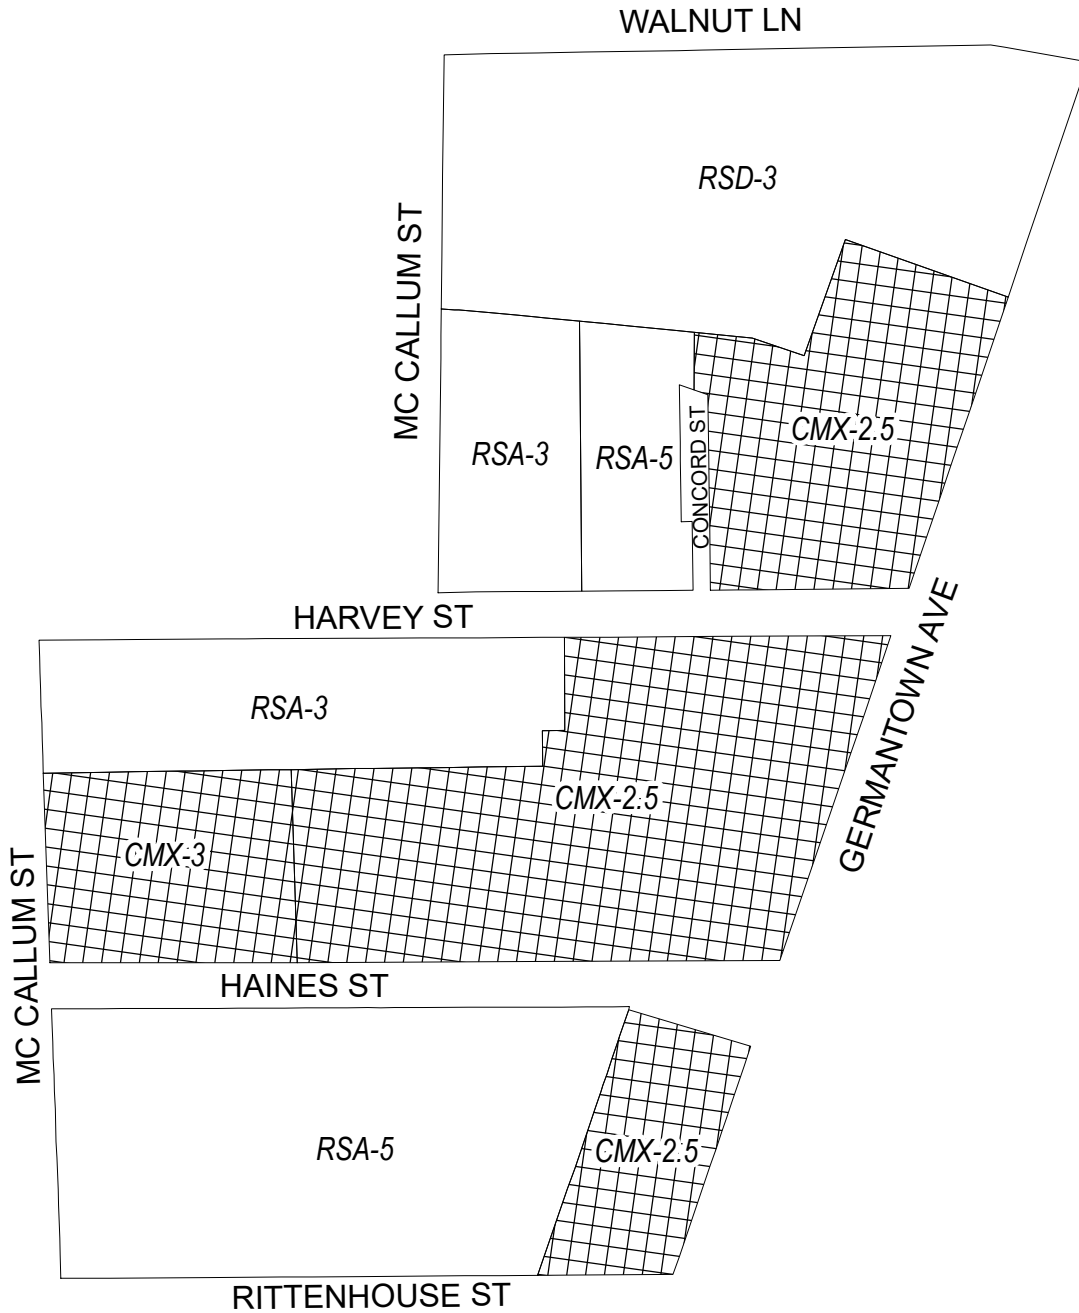 WALNUT LN
RSD-3
MC CALLUM ST
CMX-2.5
RSA-3
RSA-5
CONCORD ST
HARVEY ST
GERMANTOWN AVE
RSA-3
CMX-2.5
CMX-3
MC CALLUM ST
HAINES ST
RSA-5
CMX-2.5
RITTENHOUSE ST